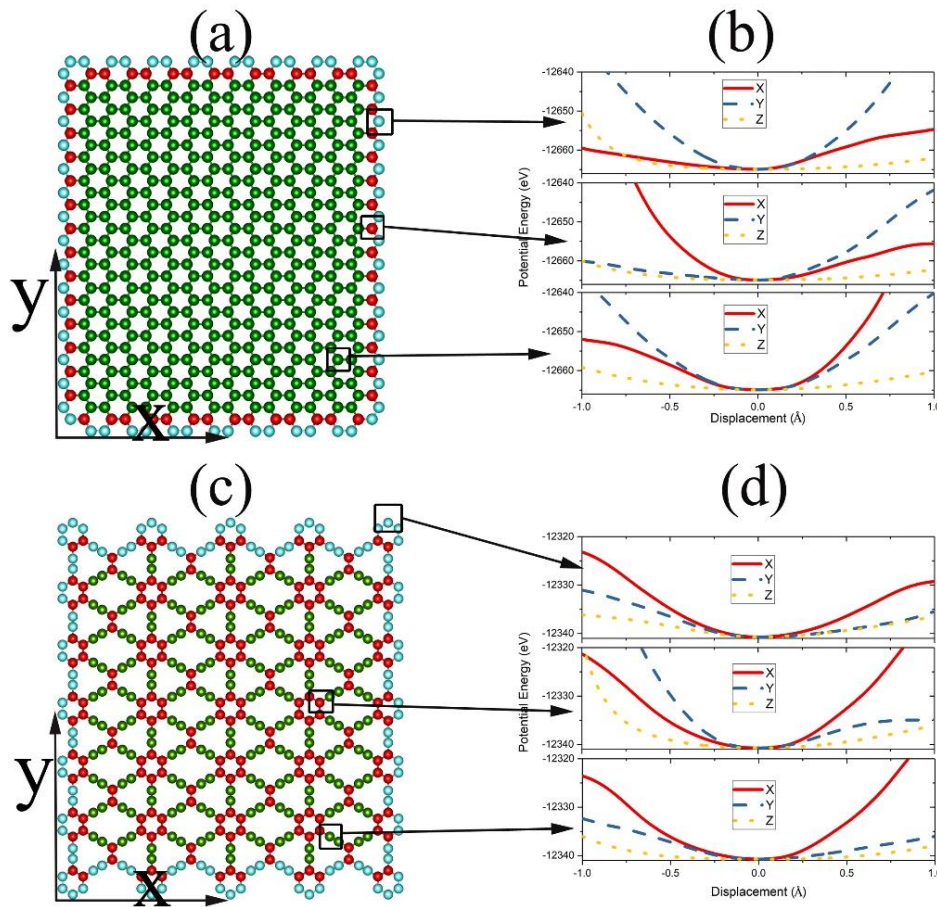 (a)
(b)
y
x
-12640
-12650
-12660
X
Y
Z
-12640
-12650
-12660
X
Y
Z
-12640
-12650
-12660
X
Y
Z
Potential Energy (eV)
-1.0 -0.5 0.0 0.5 1.0
Displacement (Å)
(c)
(d)
y
x
-12320
-12330
-12340
X
Y
Z
-12320
-12330
-12340
X
Y
Z
-12320
-12330
-12340
X
Y
Z
Potential Energy (eV)
-1.0 -0.5 0.0 0.5 1.0
Displacement (Å)